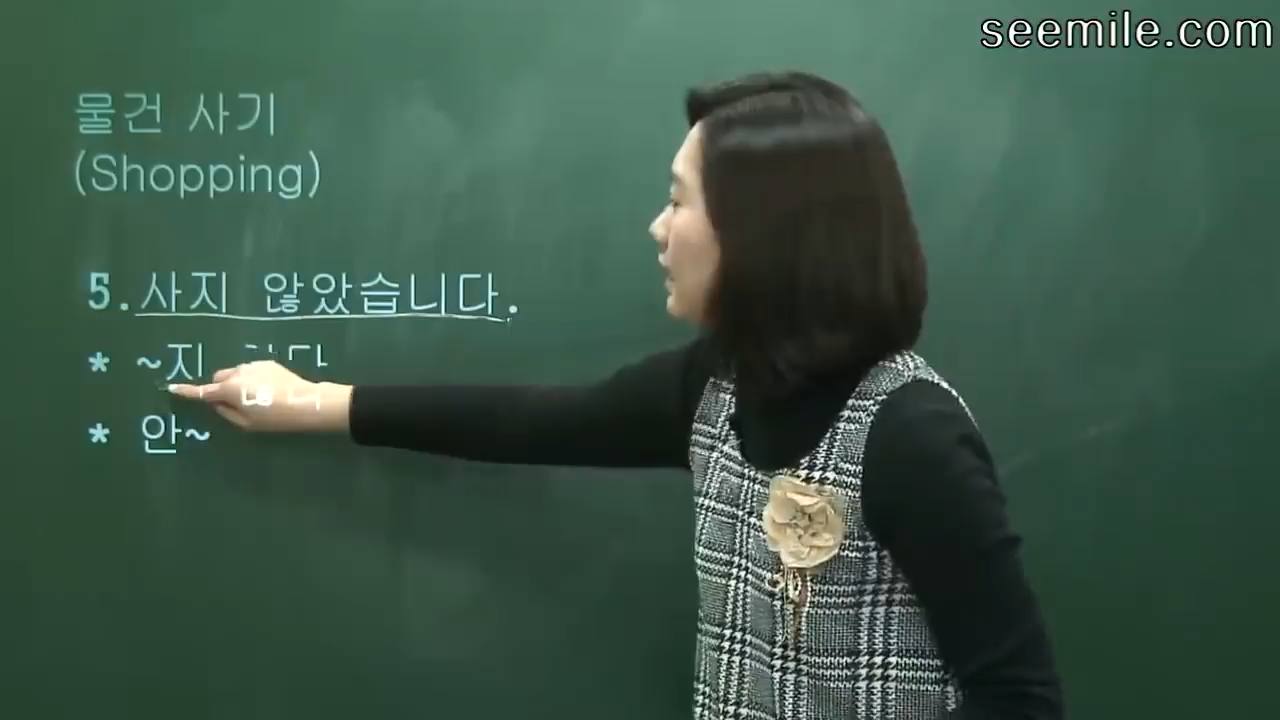 seemile.com
물건 사기
(Shopping)
5.사지 않았습니다.
* ~지
* 안~